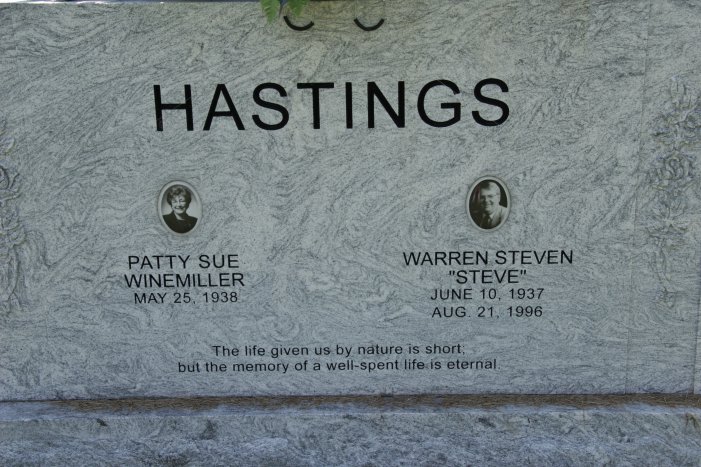 HASTINGS
PATTY SUE
WINEMILLER
MAY 25, 1938
WARREN STEVEN
"STEVE"
JUNE 10, 1937
AUG. 21, 1996
The life given us by nature is short;
but the memory of a well-spent life is eternal.